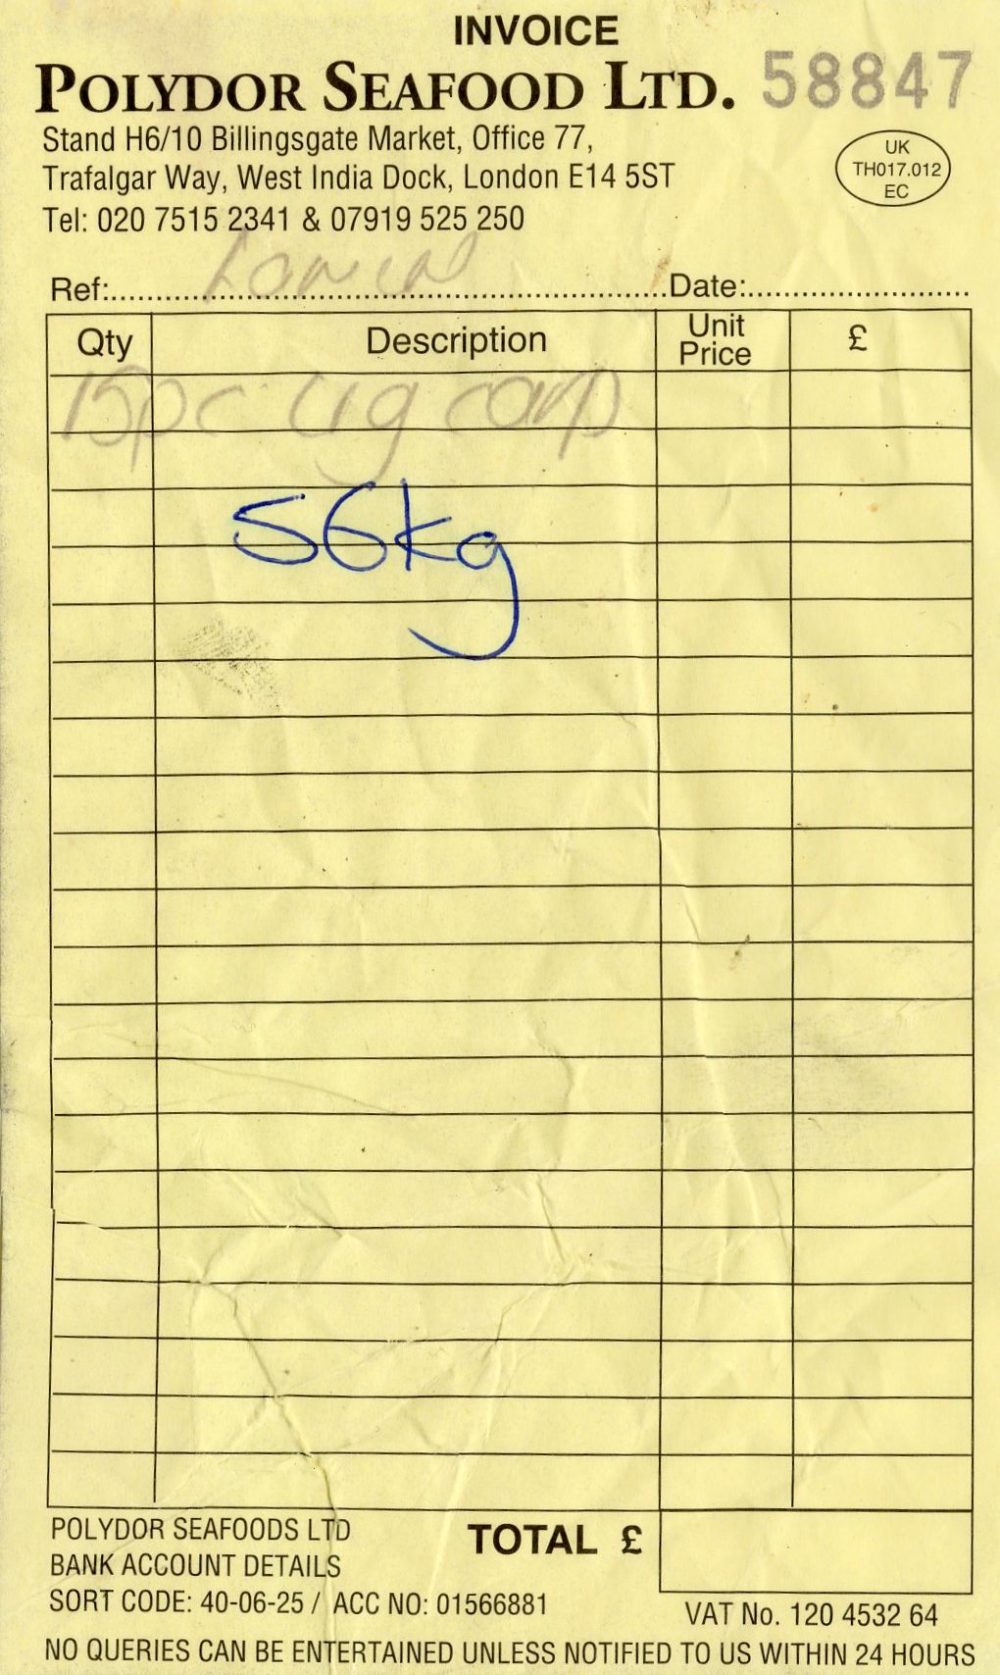 INVOICE
POLYDOR SEAFOOD LTD. 58847
Stand H6/10 Billingsgate Market, Office 77,
Trafalgar Way, West India Dock, London E14 5ST
Tel: 020 7515 2341 & 07919 525 250
UK
TH017.012
EC
Ref: Date:
Qty Description Unit Price £
15pc carp
56kg
POLYDOR SEAFOODS LTD
BANK ACCOUNT DETAILS
SORT CODE: 40-06-25 / ACC NO: 01566881
TOTAL £
VAT No. 120 4532 64
NO QUERIES CAN BE ENTERTAINED UNLESS NOTIFIED TO US WITHIN 24 HOURS